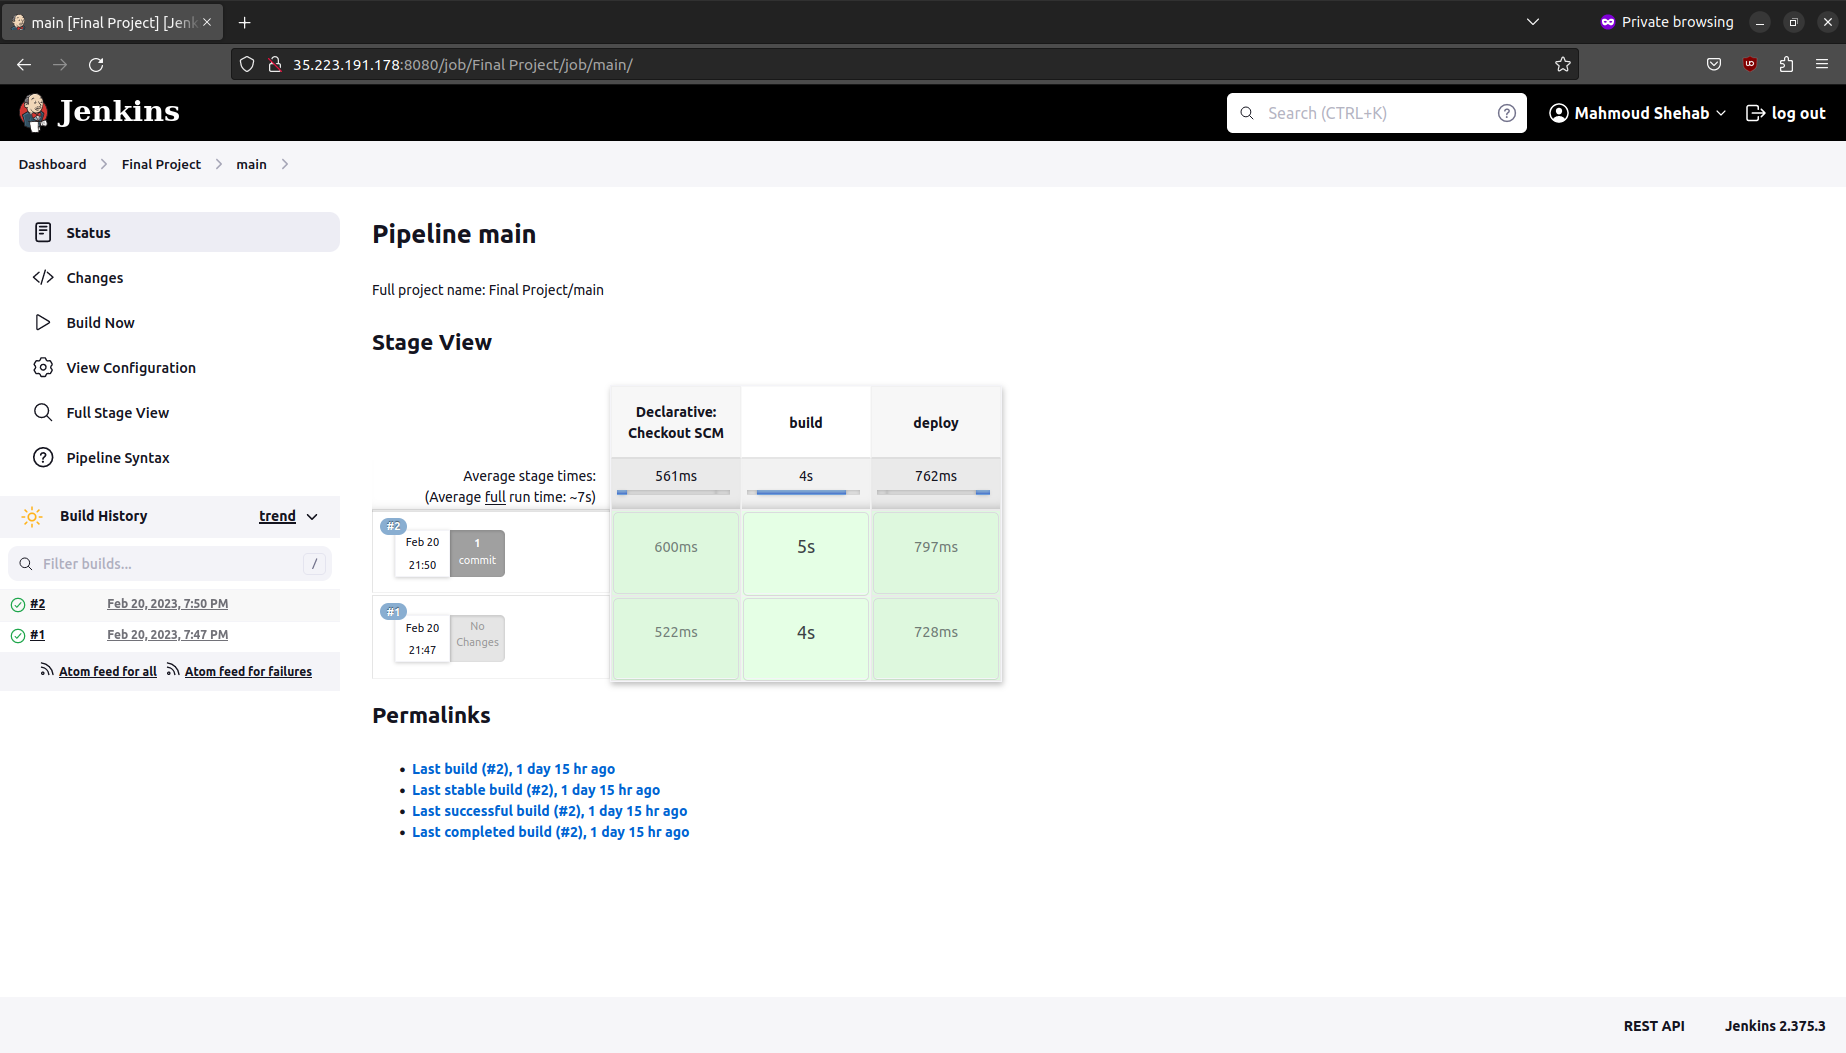 main [Final Project] [Jenk
Private browsing
35.223.191.178:8080/job/Final Project/job/main/
Jenkins
Search (CTRL+K)
Mahmoud Shehab
log out
Dashboard
Final Project
main
Status
Changes
Build Now
View Configuration
Full Stage View
Pipeline Syntax
Build History
trend
Filter builds...
/
#2
Feb 20, 2023, 7:50 PM
#1
Feb 20, 2023, 7:47 PM
Atom feed for all
Atom feed for failures
Pipeline main
Full project name: Final Project/main
Stage View
Declarative:
Checkout SCM
build
deploy
Average stage times:
(Average full run time: ~7s)
561ms
4s
762ms
#2
Feb 20
21:50
1
commit
600ms
5s
797ms
#1
Feb 20
21:47
No
Changes
522ms
4s
728ms
Permalinks
Last build (#2), 1 day 15 hr ago
Last stable build (#2), 1 day 15 hr ago
Last successful build (#2), 1 day 15 hr ago
Last completed build (#2), 1 day 15 hr ago
REST API
Jenkins 2.375.3